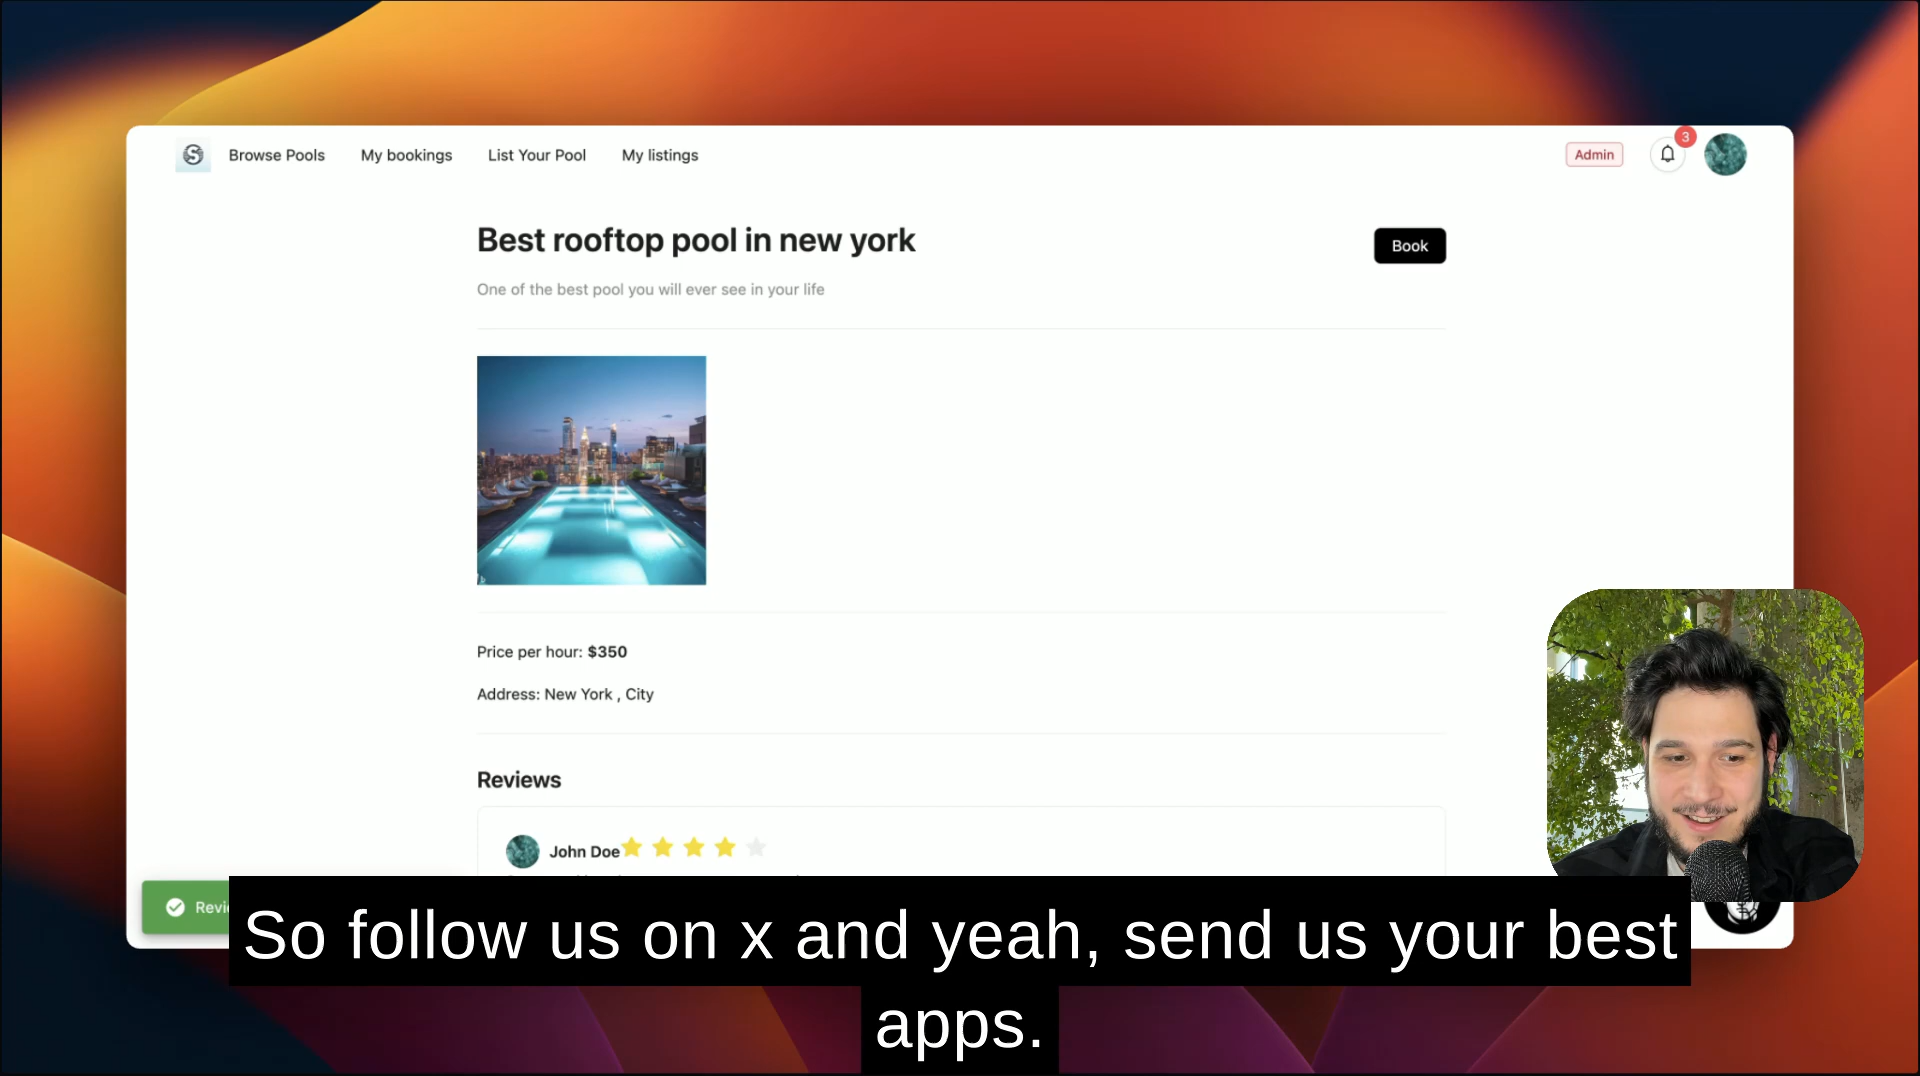 3
Browse Pools My bookings List Your Pool My listings Admin
Best rooftop pool in new york
Book
One of the best pool you will ever see in your life
Price per hour: $350
Address: New York , City
Reviews
John Doe
So follow us on x and yeah, send us your best
apps.